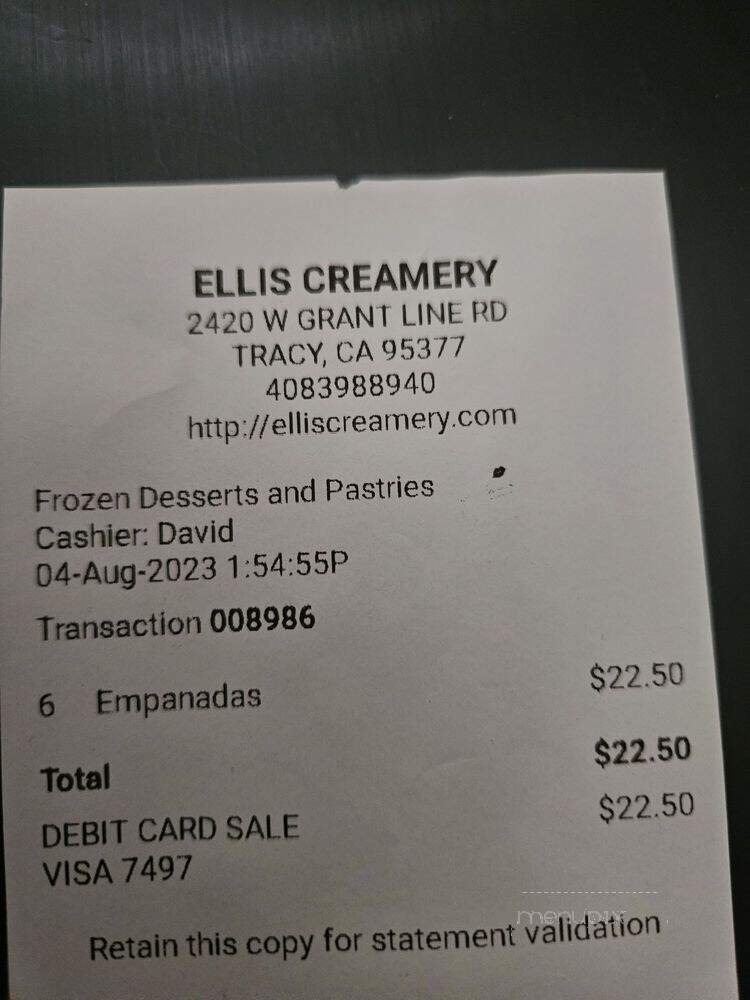 ELLIS CREAMERY
2420 W GRANT LINE RD
TRACY, CA 95377
4083988940
http://elliscreamery.com
Frozen Desserts and Pastries
Cashier: David
04-Aug-2023 1:54:55P
Transaction 008986
6 Empanadas $22.50
Total $22.50
DEBIT CARD SALE $22.50
VISA 7497
menupix
Retain this copy for statement validation